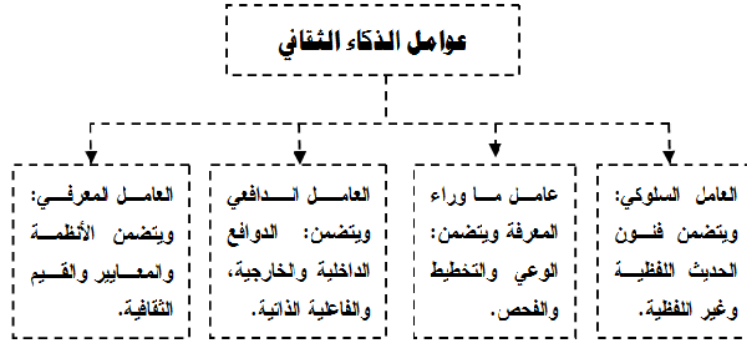 عوامل الذكاء الثقافي
العامل السلوكي:
ويتضمن فنون
الحديث اللفظية
وغير اللفظية.
عامل ما وراء
المعرفة ويتضمن:
الوعي والتخطيط
والفحص.
العامل الدافعي
ويتضمن: الدوافع
الداخلية والخارجية،
والفاعلية الذاتية.
العامل المعرفي:
ويتضمن الأنظمة
والمعايير والقيم
الثقافية.